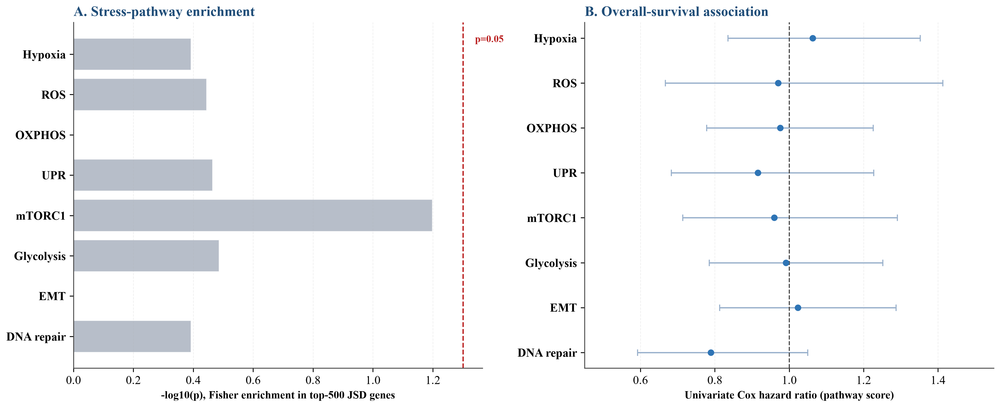 A. Stress-pathway enrichment
p=0.05
Hypoxia
ROS
OXPHOS
UPR
mTORC1
Glycolysis
EMT
DNA repair
0.0 0.2 0.4 0.6 0.8 1.0 1.2
-log10(p), Fisher enrichment in top-500 JSD genes
B. Overall-survival association
Hypoxia
ROS
OXPHOS
UPR
mTORC1
Glycolysis
EMT
DNA repair
0.6 0.8 1.0 1.2 1.4
Univariate Cox hazard ratio (pathway score)